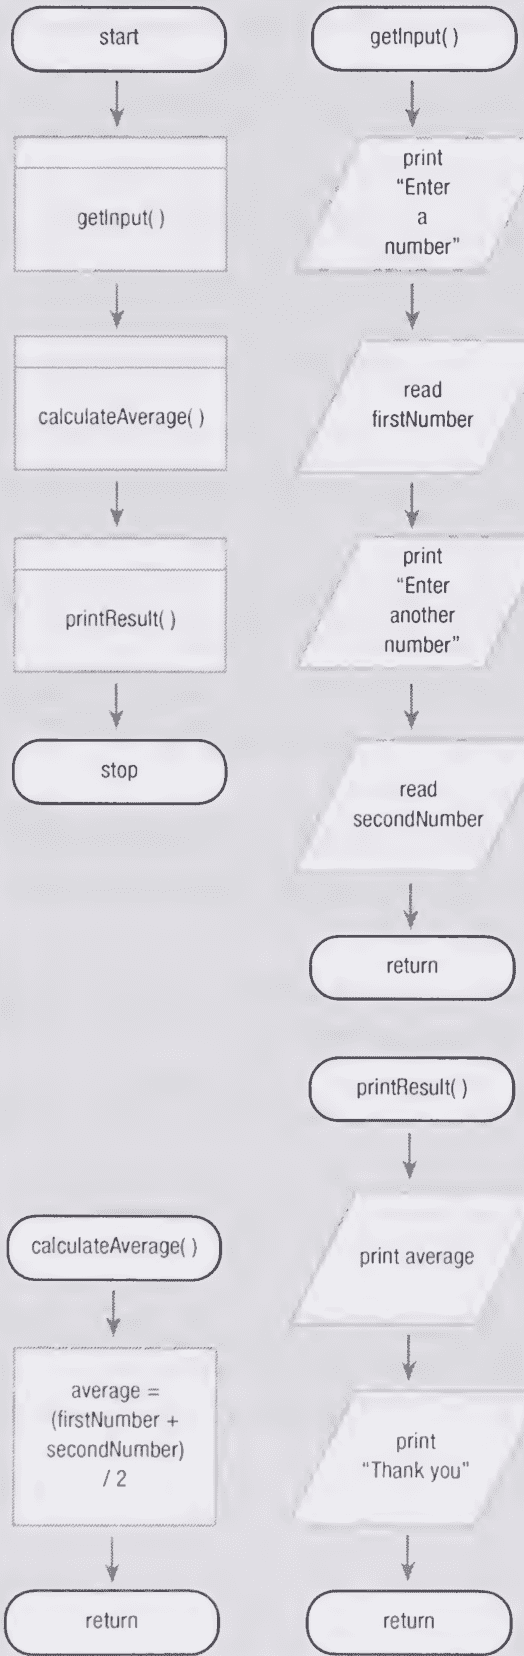 start
getInput( )
calculateAverage( )
printResult( )
stop
getInput( )
print
“Enter
a
number”
read
firstNumber
print
“Enter
another
number”
read
secondNumber
return
calculateAverage( )
average =
(firstNumber +
secondNumber)
/ 2
return
printResult( )
print average
print
“Thank you”
return